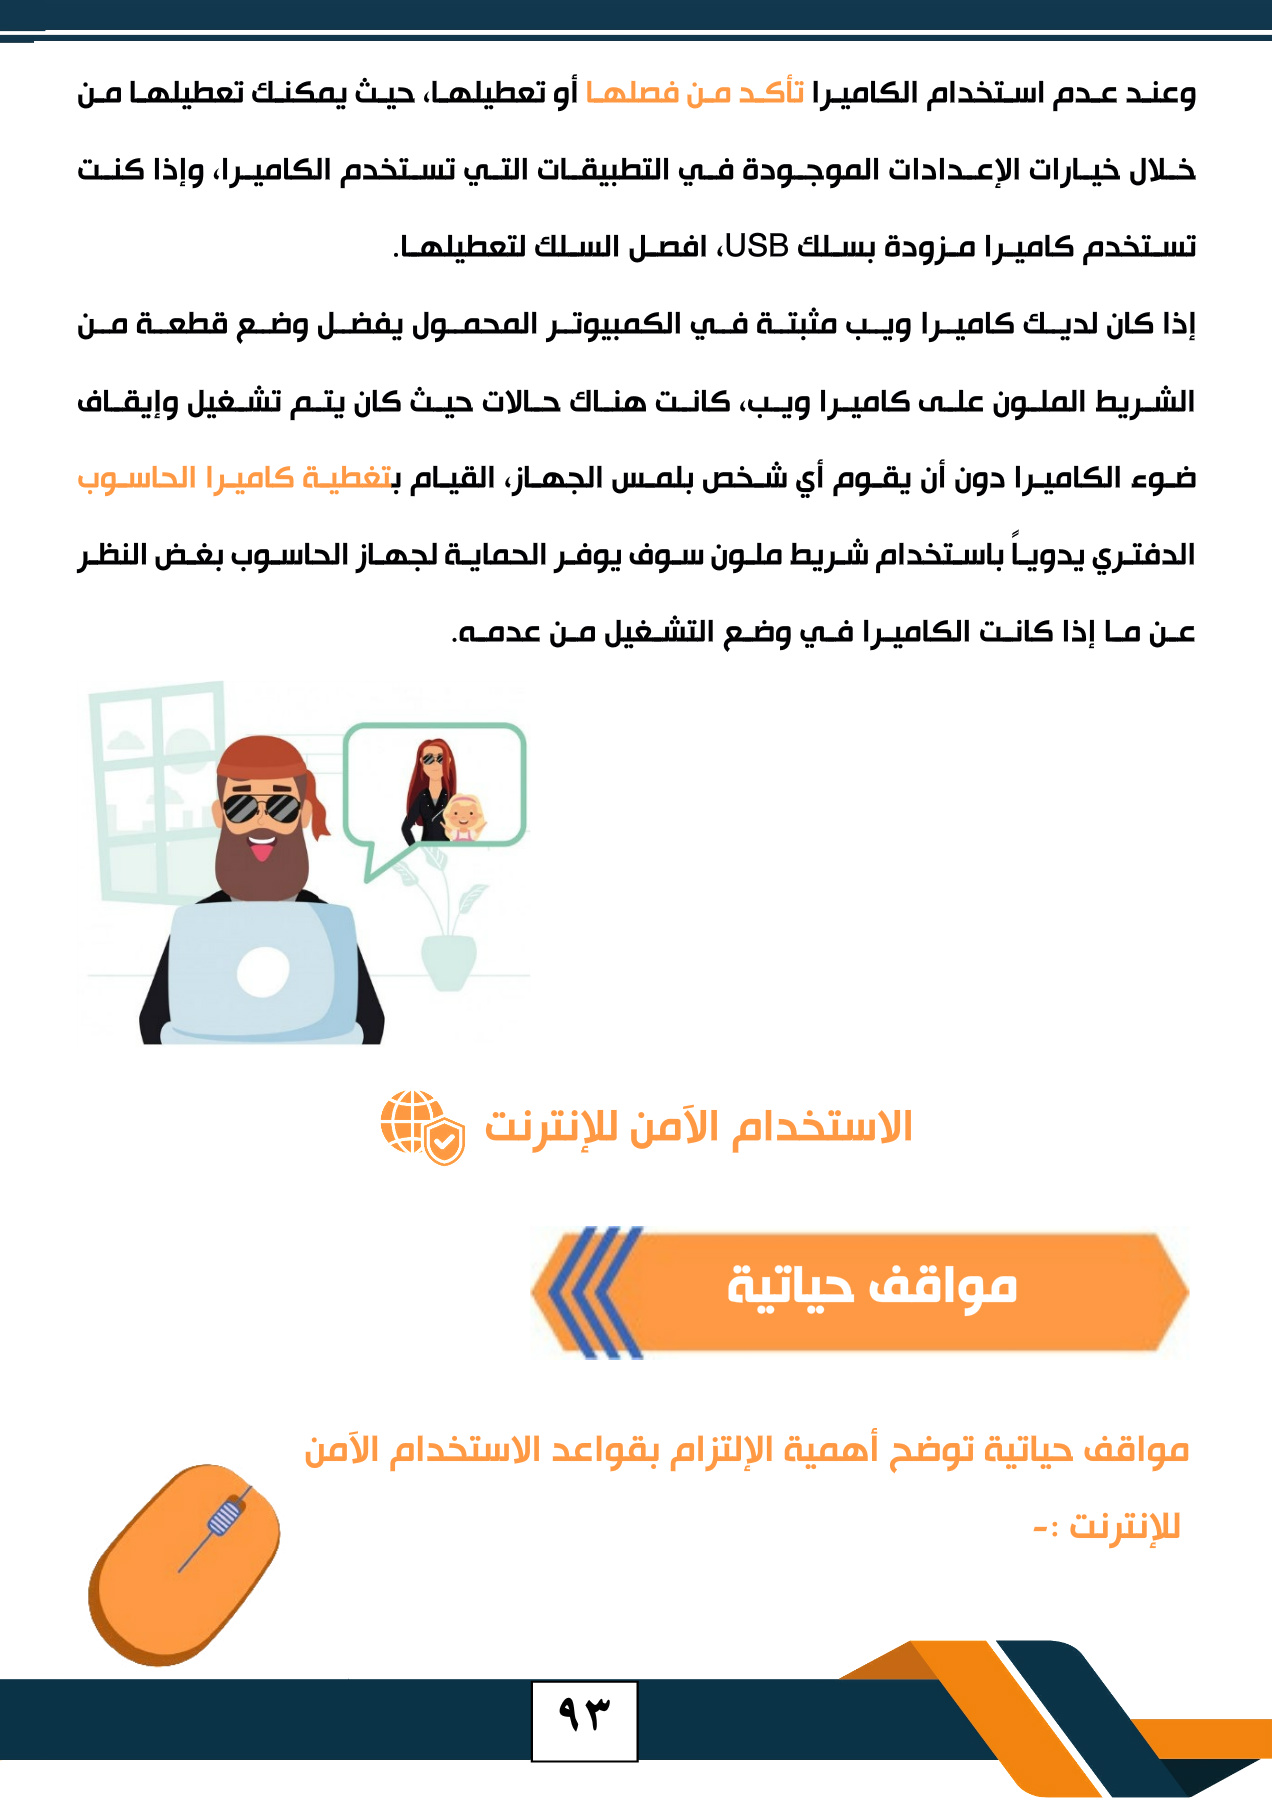 وعند عدم استخدام الكاميرا تأكد من فصلها أو تعطيلها، حيث يمكنك تعطيلها من
خلال خيارات الإعدادات الموجودة في التطبيقات التي تستخدم الكاميرا، وإذا كنت
تستخدم كاميرا مزودة بسلك USB، افصل السلك لتعطيلها.
إذا كان لديك كاميرا ويب مثبتة في الكمبيوتر المحمول يفضل وضع قطعة من
الشريط الملون على كاميرا ويب، كانت هناك حالات حيث كان يتم تشغيل وإيقاف
ضوء الكاميرا دون أن يقوم أي شخص بلمس الجهاز، القيام بتغطية كاميرا الحاسوب
الدفتري يدوياً باستخدام شريط ملون سوف يوفر الحماية لجهاز الحاسوب بغض النظر
عن ما إذا كانت الكاميرا في وضع التشغيل من عدمه.
الاستخدام الآمن للإنترنت
مواقف حياتية
مواقف حياتية توضح أهمية الإلتزام بقواعد الاستخدام الآمن
للإنترنت :-
٩٣